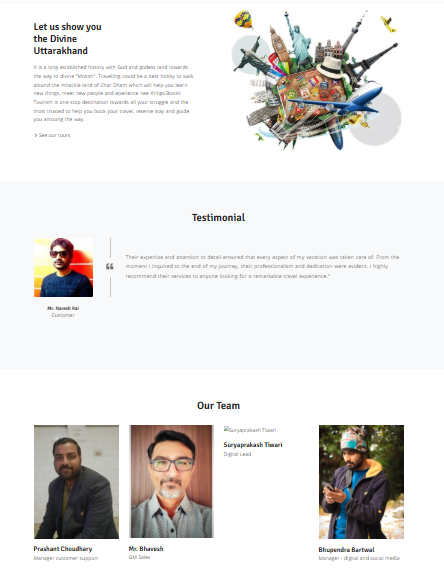 Let us show you
the Divine
Uttarakhand
It is a long established history with God and godess land towards
the way to divine "Moksh". Travelling could be a best hobby to walk
around the mirackle land of Char Dham which will help you learn
new things, meet new people and eperience new things.Bookit
Tourism is one stop destination towards all your struggle and the
most trusted to help you book your travel, reserve stay and guide
you amoung the way.
> See our tours
Testimonial
Their expertise and attention to detail ensured that every aspect of my vacation was taken care of. From the
moment I inquired to the end of my journey, their professionalism and dedication were evident. I highly
recommend their services to anyone looking for a remarkable travel experience."
Mr. Naresh Rai
Customer
Our Team
Suryaprakash Tiwari
Suryaprakash Tiwari
Digital Lead
Prashant Choudhary
Manager customer support
Mr. Bhavesh
GM Sales
Bhupendra Bartwal
Manager - digital and social media